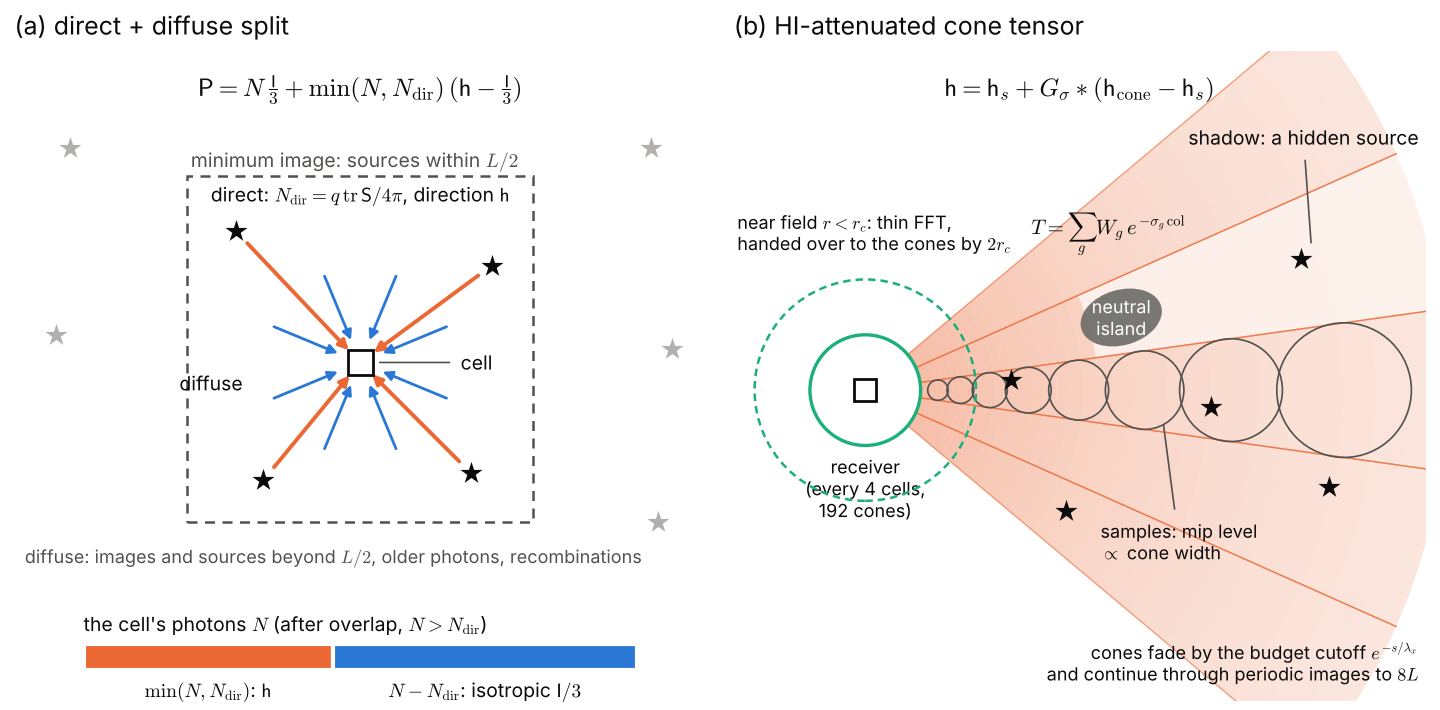 (a) direct + diffuse split
P = N I/3 + min(N, N_dir) (h − I/3)
minimum image: sources within L/2
direct: N_dir = q tr S/4π, direction h
cell
diffuse
diffuse: images and sources beyond L/2, older photons, recombinations
the cell's photons N (after overlap, N > N_dir)
min(N, N_dir): h
N − N_dir: isotropic I/3
(b) HI-attenuated cone tensor
h = h_s + G_σ ∗ (h_cone − h_s)
shadow: a hidden source
near field r < r_c: thin FFT,
handed over to the cones by 2r_c
T = ∑_g W_g e^{−σ_g col}
neutral
island
receiver
(every 4 cells,
192 cones)
samples: mip level
∝ cone width
cones fade by the budget cutoff e^{−s/λ_x}
and continue through periodic images to 8L